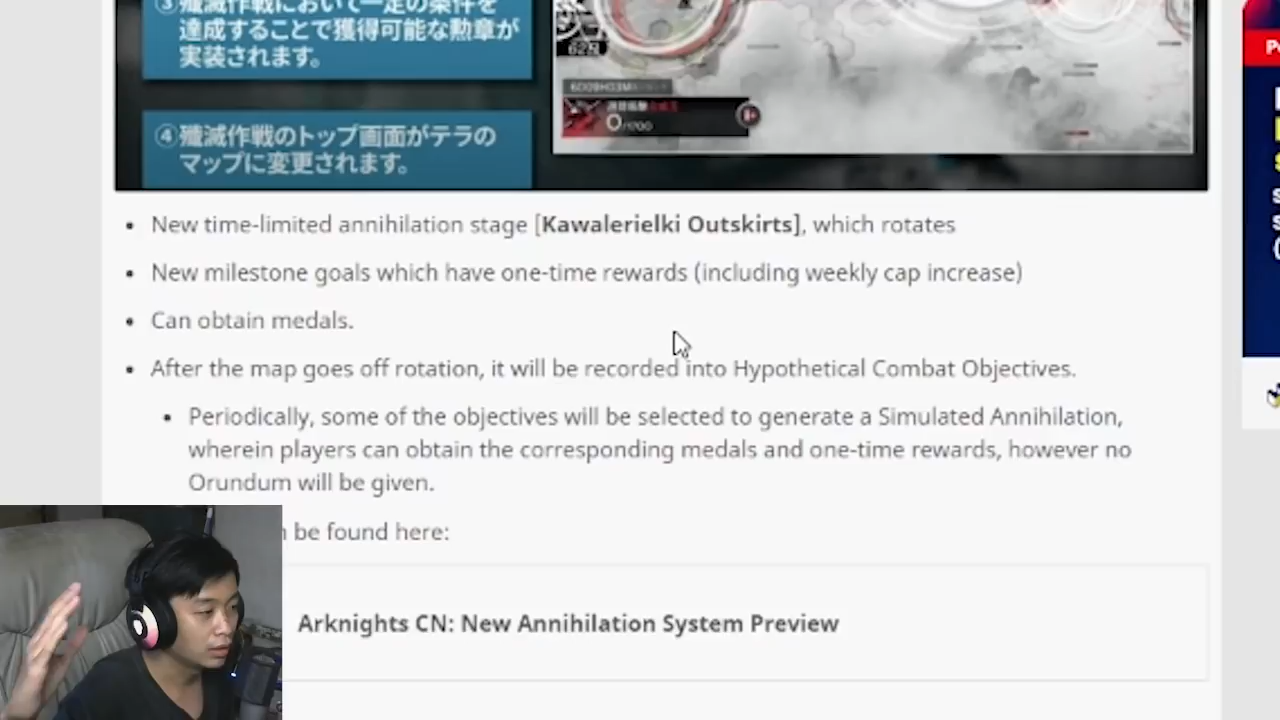 ③殲滅作戦において一定の条件を
達成することで獲得可能な勲章が
実装されます。
④殲滅作戦のトップ画面がテラの
マップに変更されます。
0/1700
• New time-limited annihilation stage [Kawalerielki Outskirts], which rotates
• New milestone goals which have one-time rewards (including weekly cap increase)
• Can obtain medals.
• After the map goes off rotation, it will be recorded into Hypothetical Combat Objectives.
• Periodically, some of the objectives will be selected to generate a Simulated Annihilation,
wherein players can obtain the corresponding medals and one-time rewards, however no
Orundum will be given.
be found here:
Arknights CN: New Annihilation System Preview